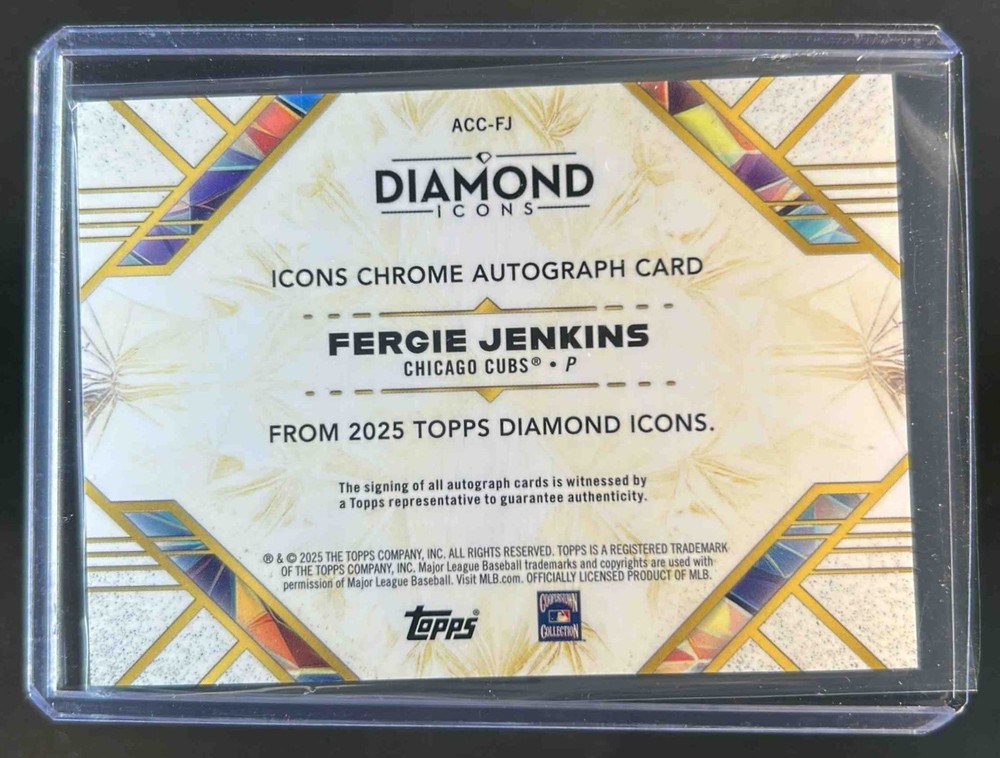 ACC-FJ
DIAMOND
ICONS
ICONS CHROME AUTOGRAPH CARD
FERGIE JENKINS
CHICAGO CUBS® • P
FROM 2025 TOPPS DIAMOND ICONS.
The signing of all autograph cards is witnessed by
a Topps representative to guarantee authenticity.
® & © 2025 THE TOPPS COMPANY, INC. ALL RIGHTS RESERVED. TOPPS IS A REGISTERED TRADEMARK
OF THE TOPPS COMPANY, INC. Major League Baseball trademarks and copyrights are used with
permission of Major League Baseball. Visit MLB.com. OFFICIALLY LICENSED PRODUCT OF MLB.
topps®
COOPERSTOWN
COLLECTION